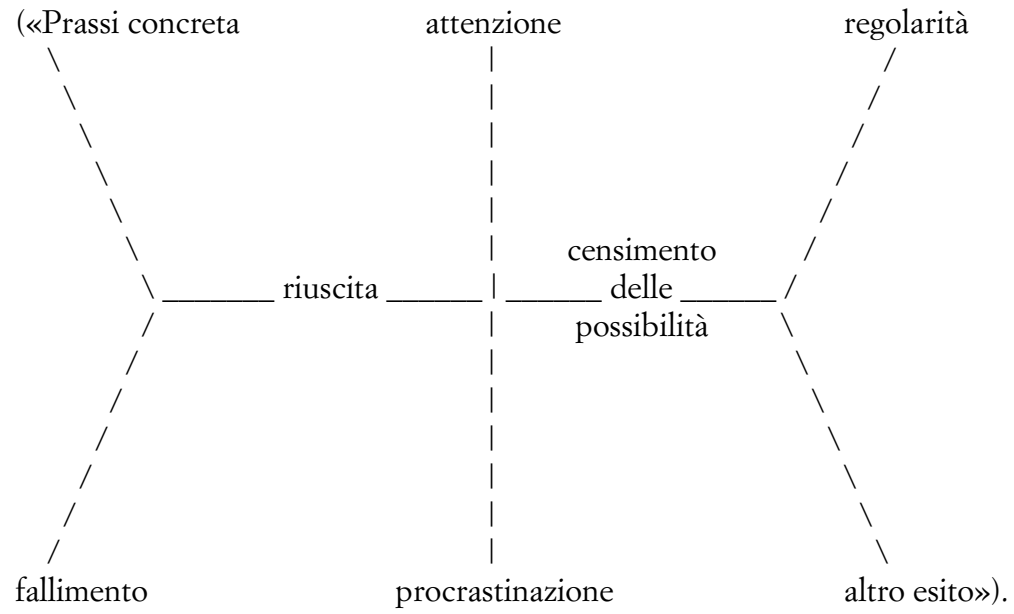 («Prassi concreta attenzione regolarità
censimento
riuscita delle
possibilità
fallimento procrastinazione altro esito»).